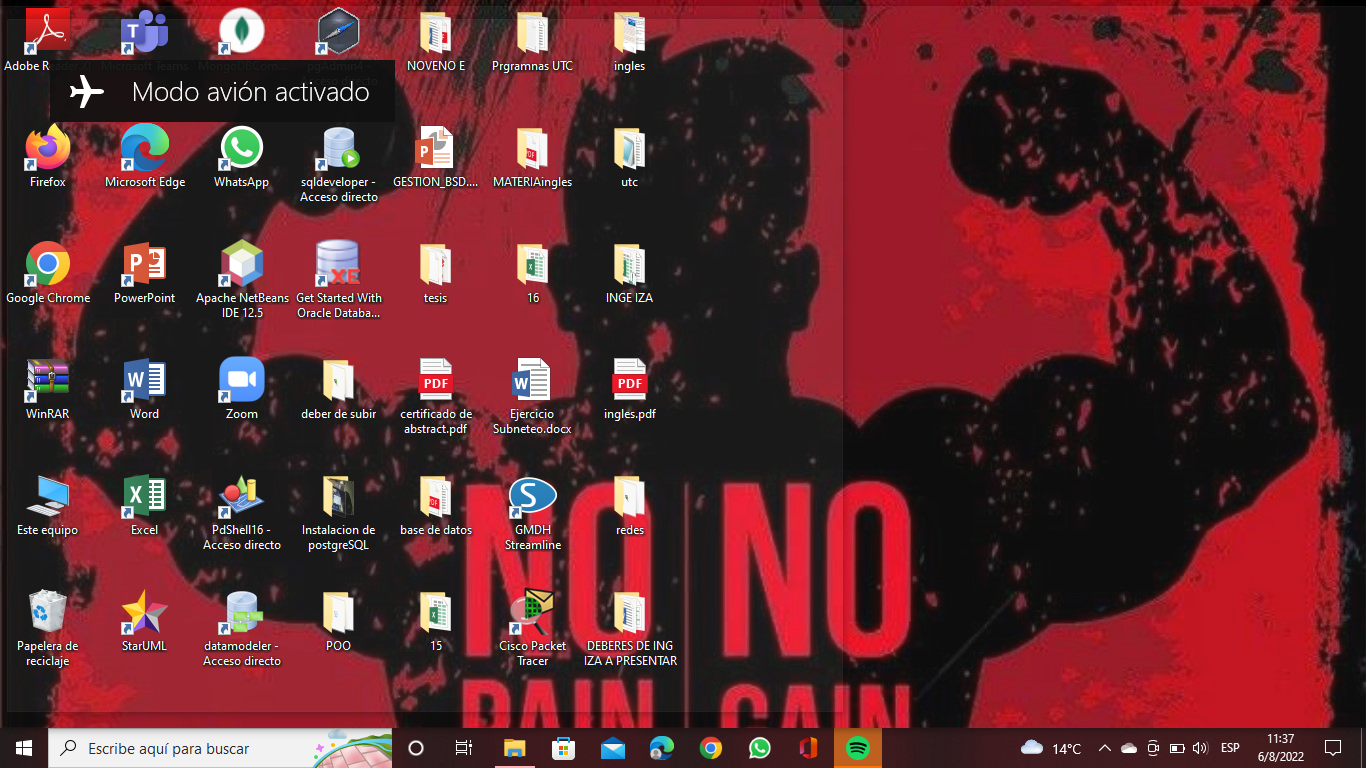 Adobe Reader
Microsoft Teams
NOVENO E
Prgramnas UTC
ingles
Modo avión activado
Firefox
Microsoft Edge
WhatsApp
sqldeveloper -
Acceso directo
GESTION_BSD....
MATERIAingles
utc
Google Chrome
PowerPoint
Apache NetBeans
IDE 12.5
Get Started With
Oracle Databa...
tesis
16
INGE IZA
WinRAR
Word
Zoom
deber de subir
certificado de
abstract.pdf
Ejercicio
Subneteo.docx
ingles.pdf
Este equipo
Excel
PdShell16 -
Acceso directo
Instalacion de
postgreSQL
base de datos
GMDH
Streamline
redes
Papelera de
reciclaje
StarUML
datamodeler -
Acceso directo
POO
15
Cisco Packet
Tracer
DEBERES DE ING
IZA A PRESENTAR
NO NO
PAIN GAIN
Escribe aquí para buscar
14°C
ESP
11:37
6/8/2022